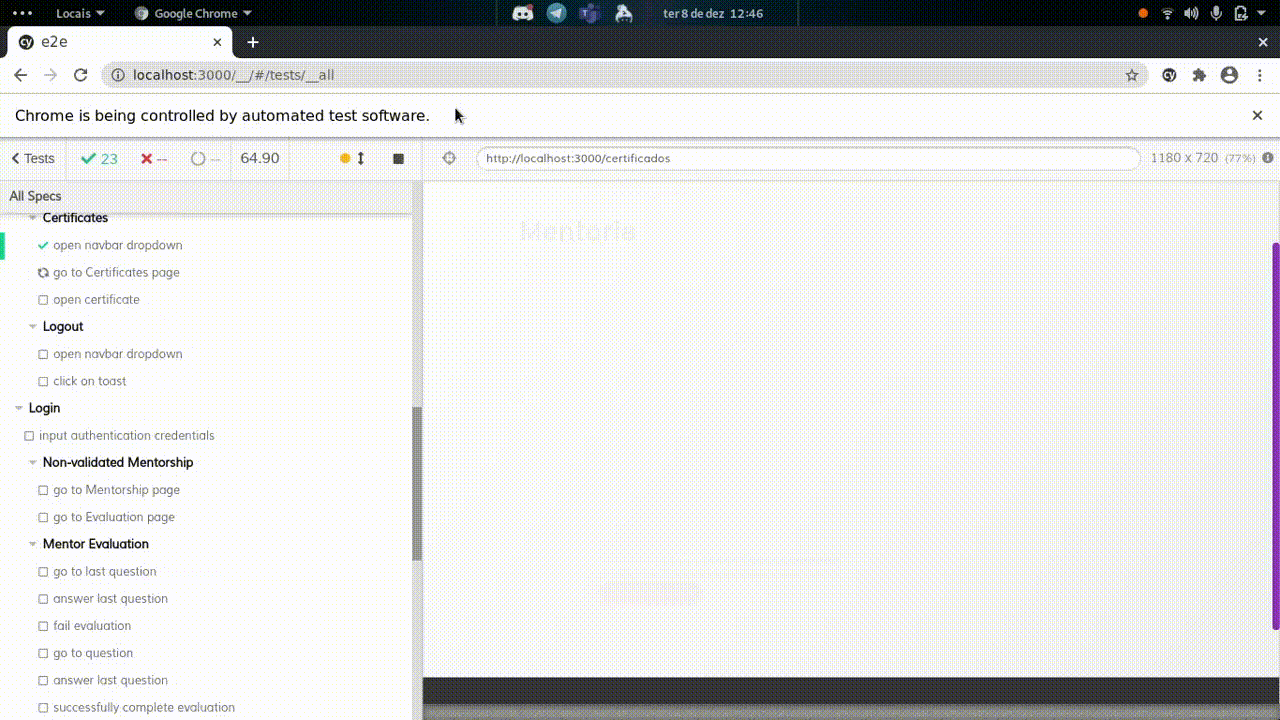 Locais
Google Chrome
ter 8 de dez 12:46
e2e
localhost:3000/__/#/tests/__all
Chrome is being controlled by automated test software.
Tests
23
--
--
64.90
http://localhost:3000/certificados
1180 x 720 (77%)
All Specs
Certificates
open navbar dropdown
go to Certificates page
open certificate
Logout
open navbar dropdown
click on toast
Login
input authentication credentials
Non-validated Mentorship
go to Mentorship page
go to Evaluation page
Mentor Evaluation
go to last question
answer last question
fail evaluation
go to question
answer last question
successfully complete evaluation
Mentoria